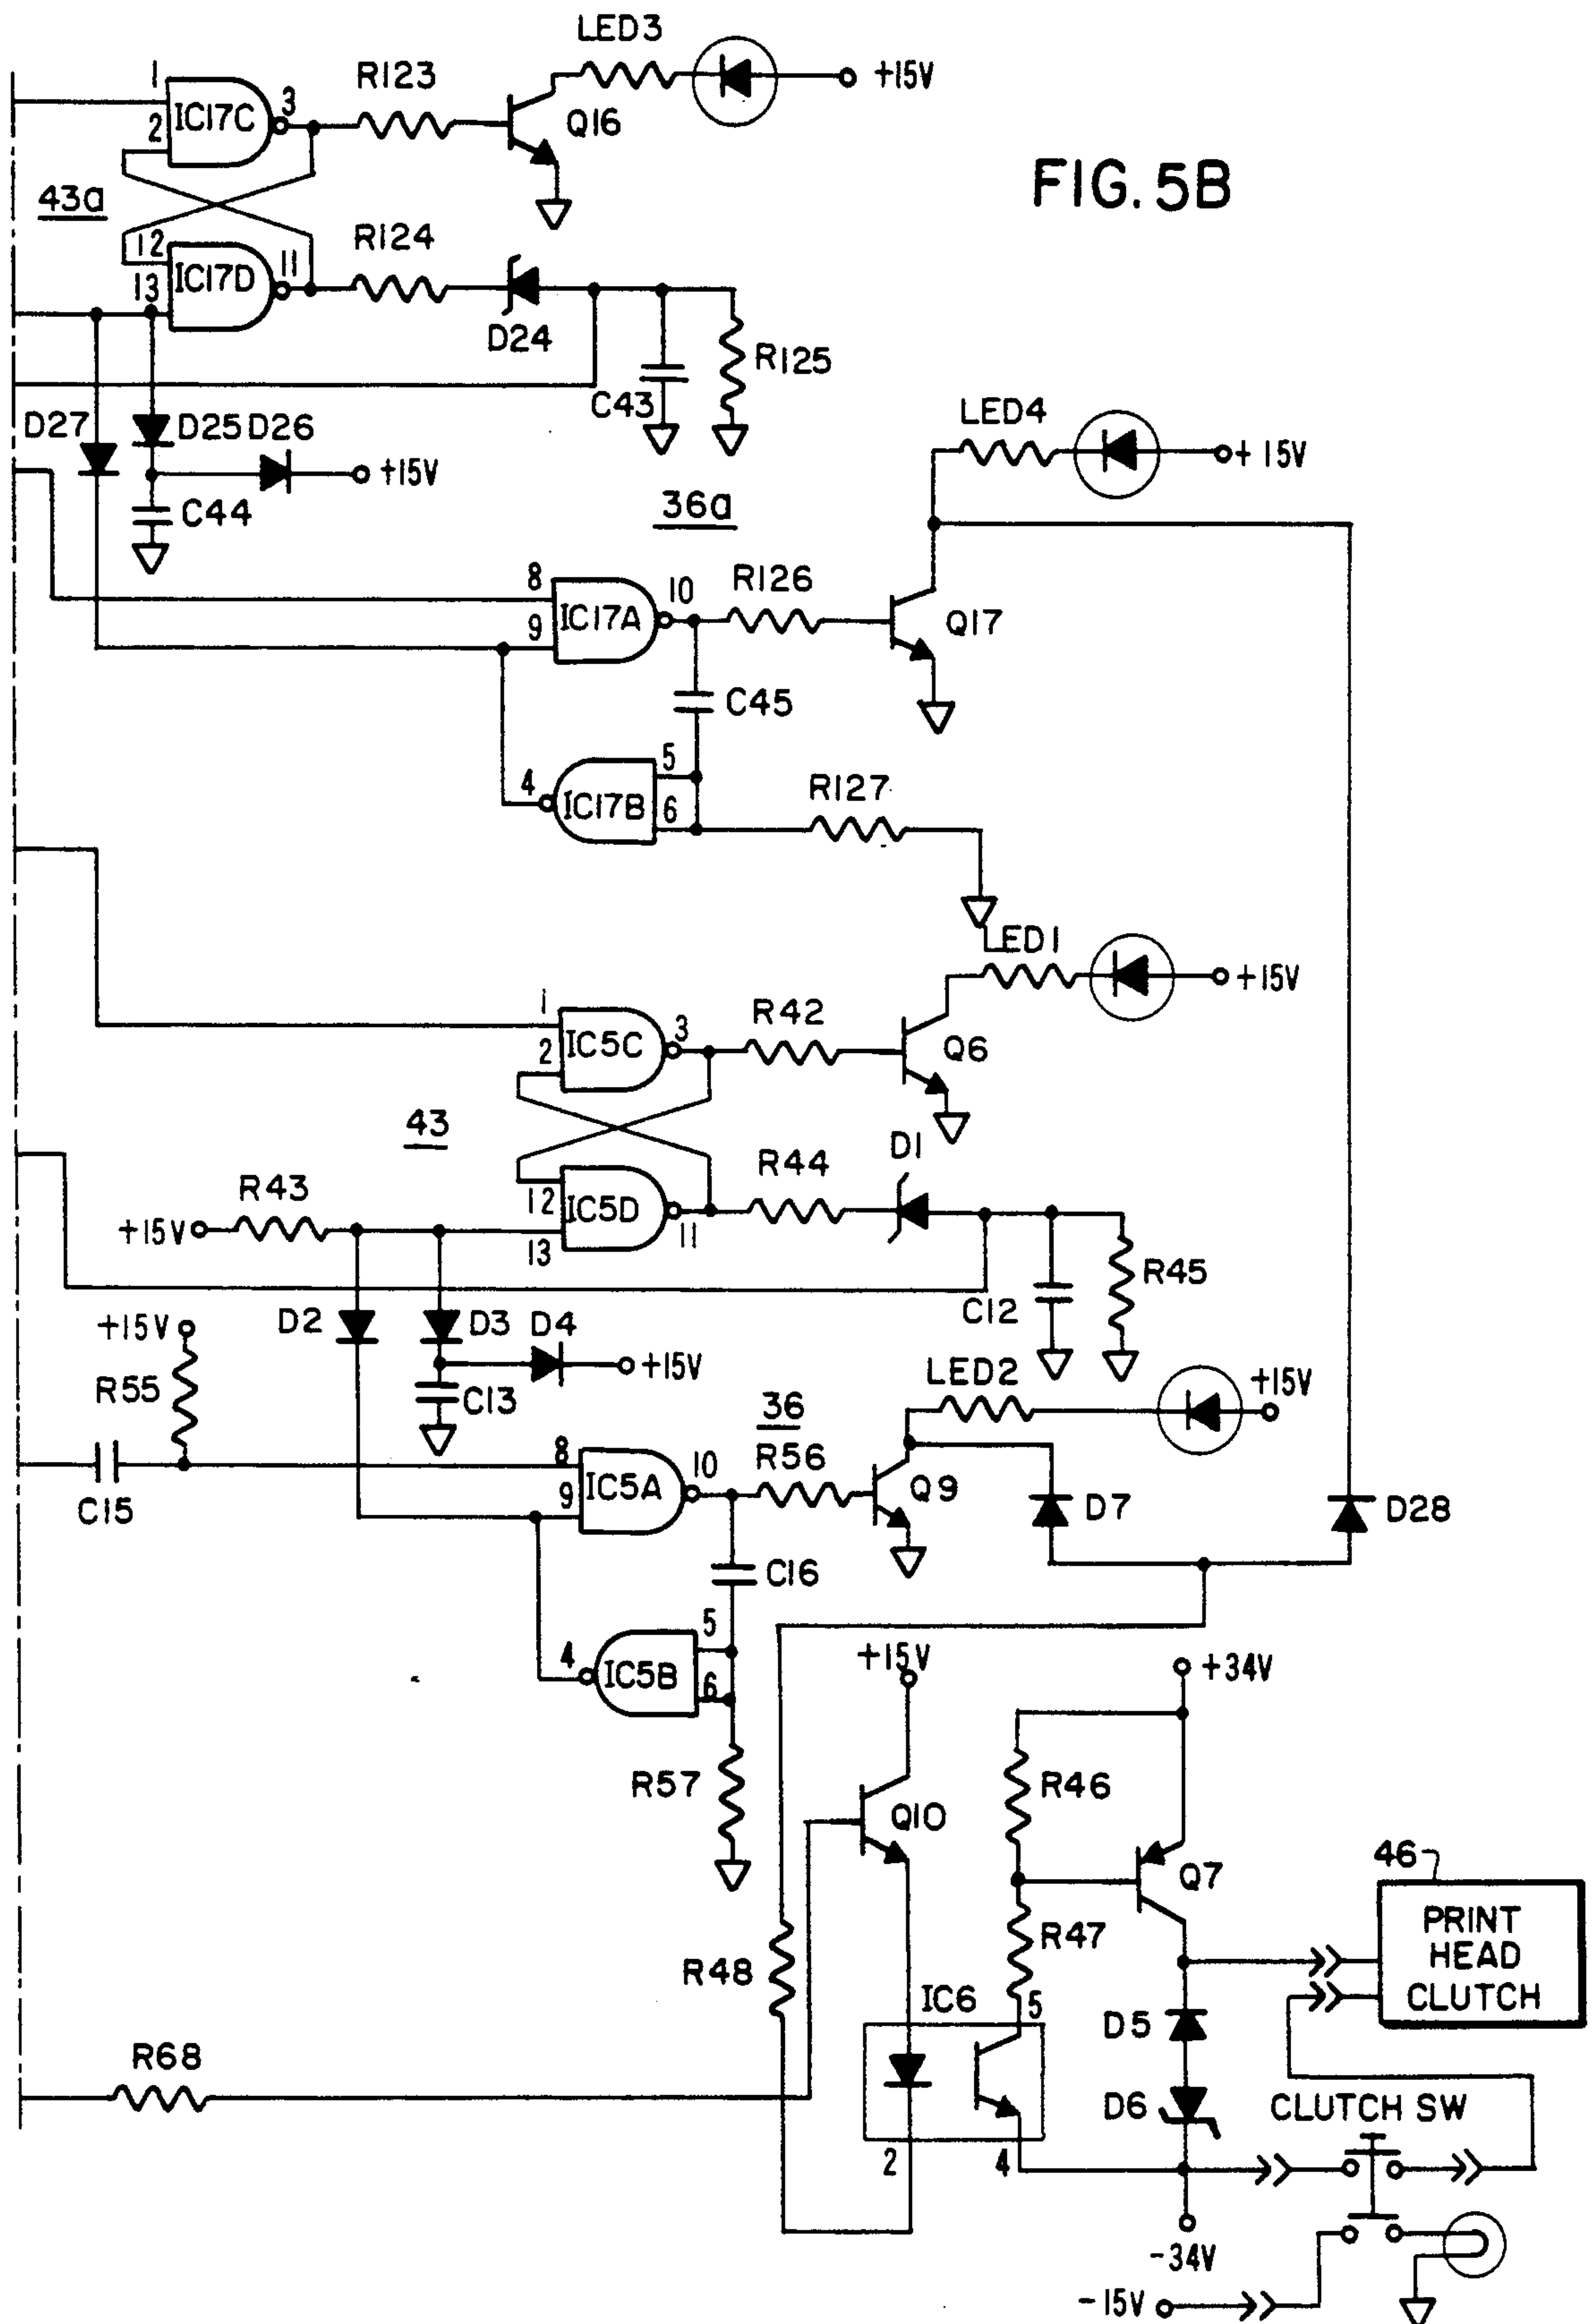 LED3
+15V
1
R123
IC17C
3
2
Q16
FIG. 5B
43a
12
R124
IC17D
11
13
D24
R125
C43
D27
D25
D26
+15V
LED4
+15V
C44
36a
8
R126
10
IC17A
9
Q17
C45
5
4
IC17B
6
R127
LED1
+15V
1
R42
IC5C
3
2
Q6
43
D1
R43
R44
12
IC5D
+15V
11
13
R45
C12
D2
D3
D4
+15V
+15V
R55
C13
LED2
+15V
36
8
R56
10
IC5A
9
Q9
C15
D7
D28
C16
5
4
IC5B
6
+15V
+34V
R57
R46
Q10
46
Q7
PRINT
HEAD
CLUTCH
R47
R48
IC6
5
D5
R68
D6
CLUTCH SW
2
4
-34V
-15V